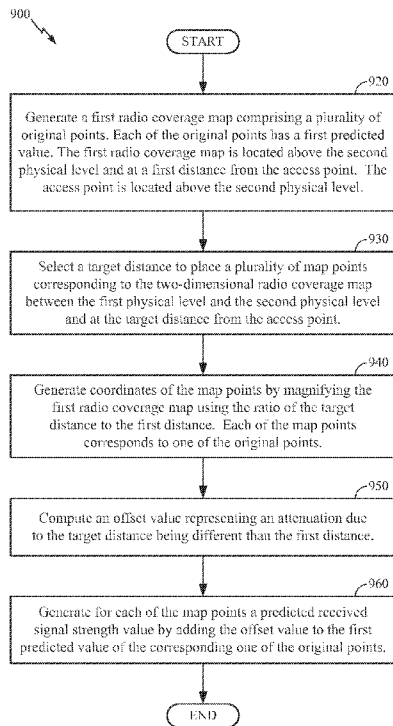 900
START
920
Generate a first radio coverage map comprising a plurality of
original points. Each of the original points has a first predicted
value. The first radio coverage map is located above the second
physical level and at a first distance from the access point. The
access point is located above the second physical level.
930
Select a target distance to place a plurality of map points
corresponding to the two-dimensional radio coverage map
between the first physical level and the second physical level
and at the target distance from the access point.
940
Generate coordinates of the map points by magnifying the
first radio coverage map using the ratio of the target
distance to the first distance. Each of the map points
corresponds to one of the original points.
950
Compute an offset value representing an attenuation due
to the target distance being different than the first distance.
960
Generate for each of the map points a predicted received
signal strength value by adding the offset value to the first
predicted value of the corresponding one of the original points.
END